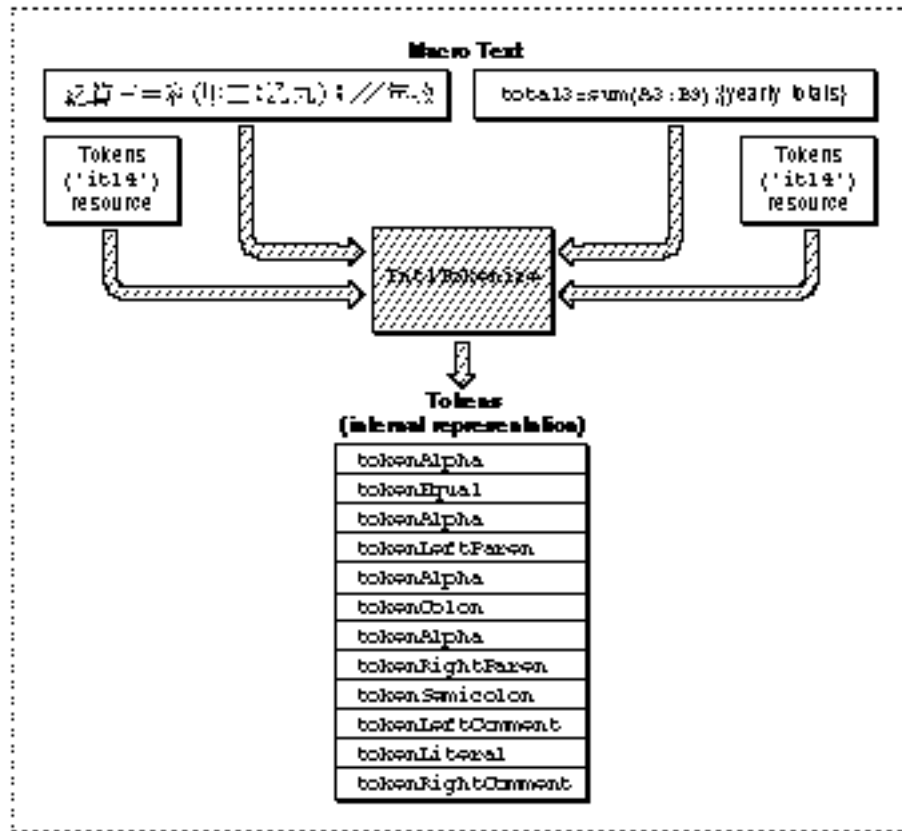 Macro Text
total3=sum(A3:B9);{yearly totals}
Tokens
('itl4')
resource
Tokens
('itl4')
resource
IntlTokenize
Tokens
(internal representation)
tokenAlpha
tokenEqual
tokenAlpha
tokenLeftParen
tokenAlpha
tokenColon
tokenAlpha
tokenRightParen
tokenSemicolon
tokenLeftComment
tokenLiteral
tokenRightComment